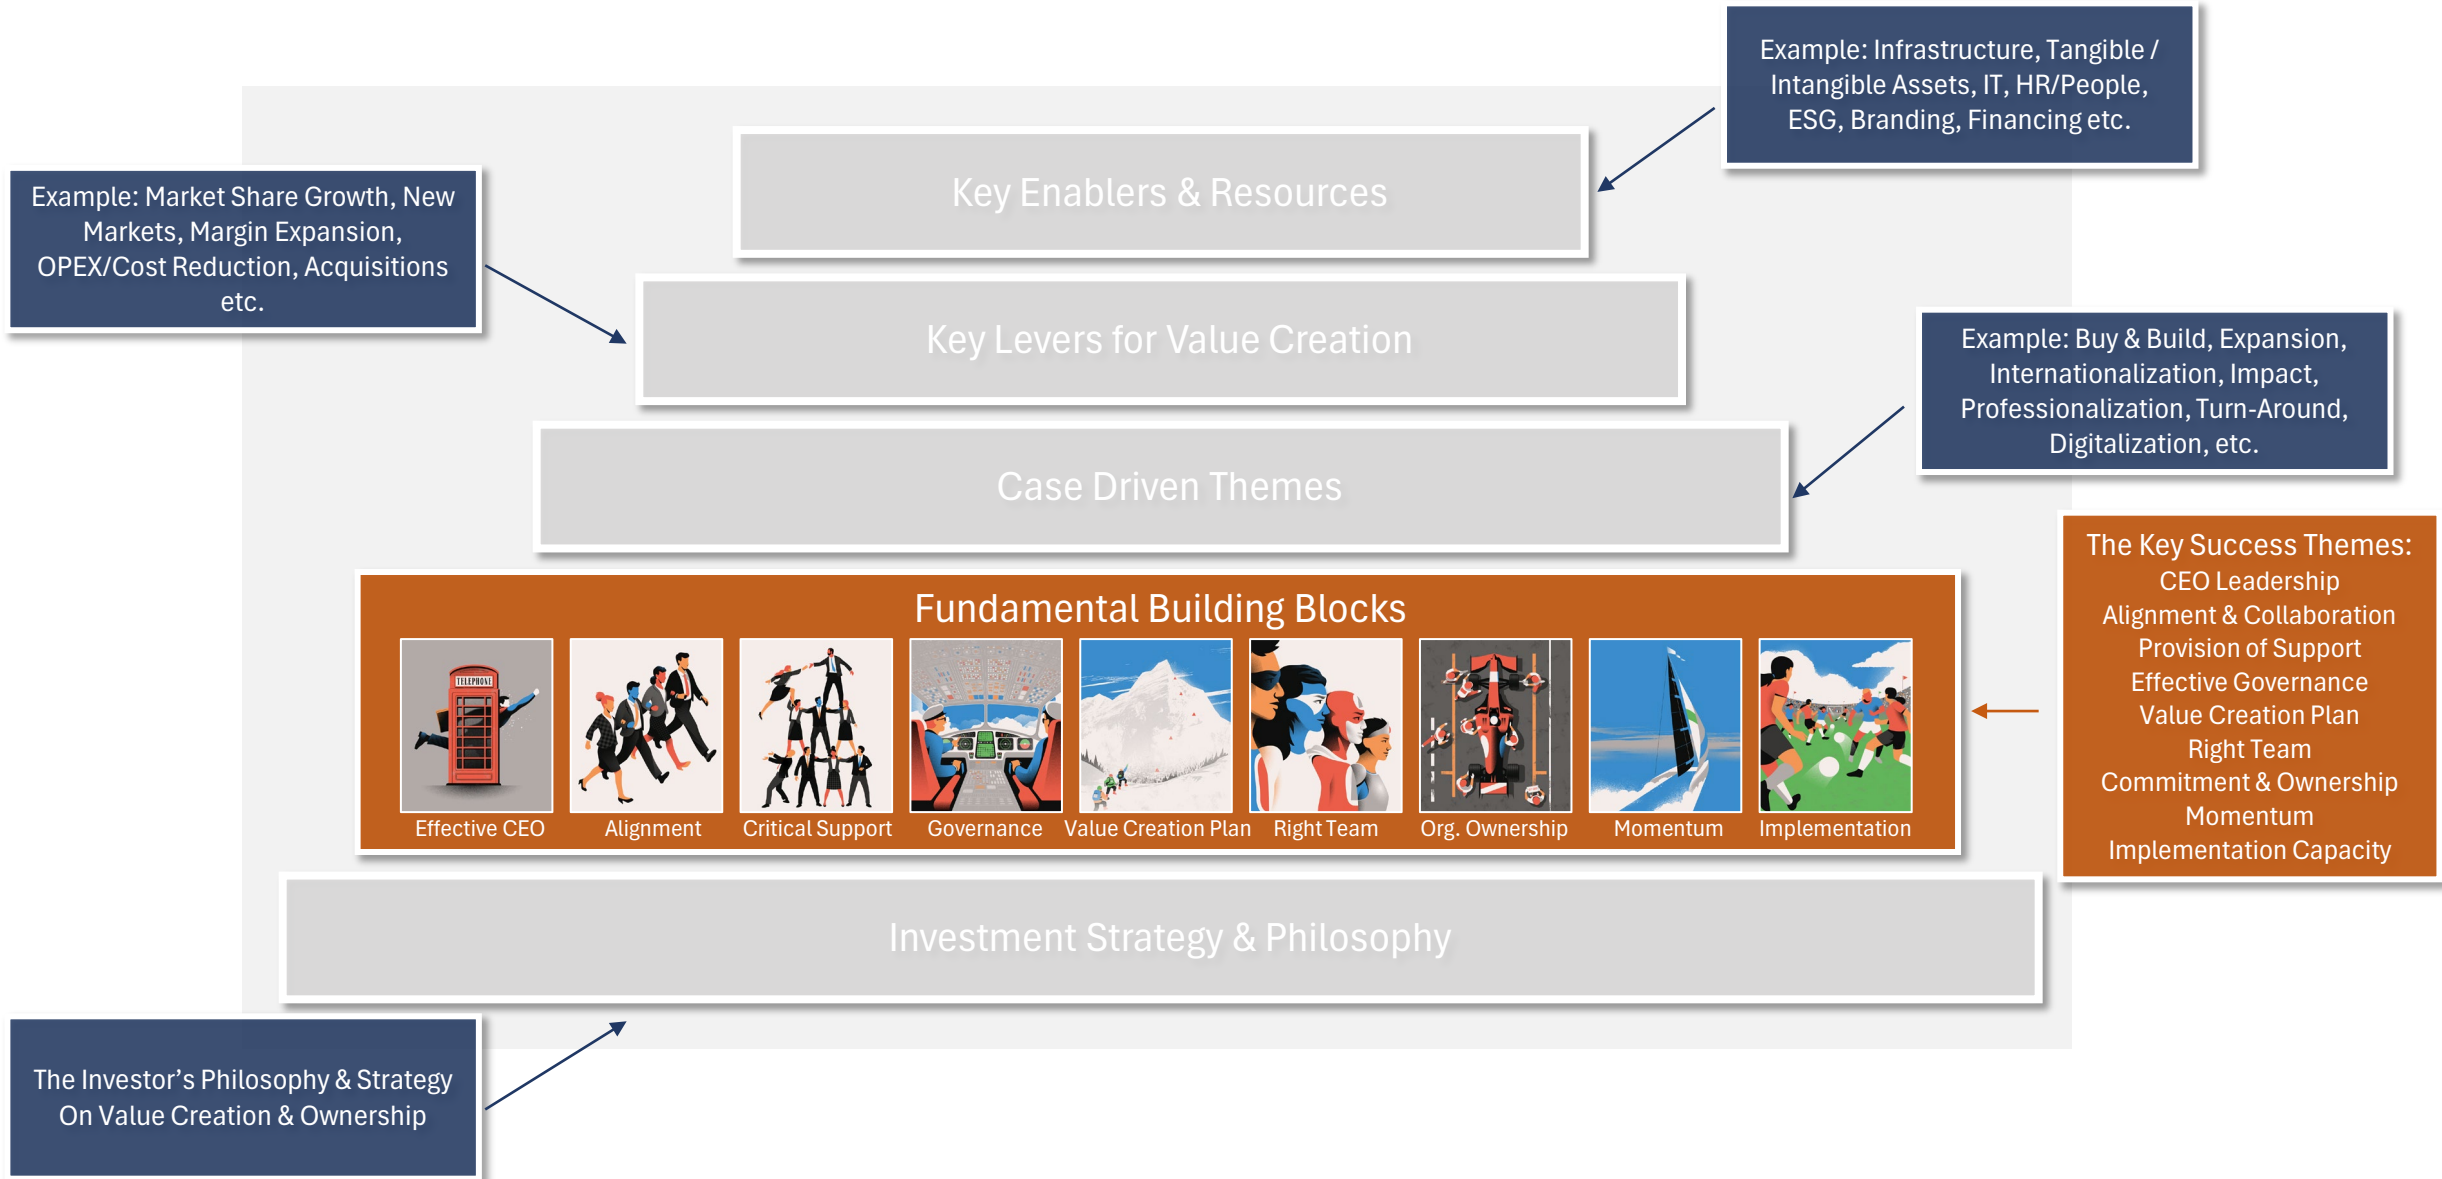 Example: Infrastructure, Tangible /
Intangible Assets, IT, HR/People,
ESG, Branding, Financing etc.
Key Enablers & Resources
Example: Market Share Growth, New
Markets, Margin Expansion,
OPEX/Cost Reduction, Acquisitions
etc.
Key Levers for Value Creation
Example: Buy & Build, Expansion,
Internationalization, Impact,
Professionalization, Turn-Around,
Digitalization, etc.
Case Driven Themes
The Key Success Themes:
CEO Leadership
Alignment & Collaboration
Provision of Support
Effective Governance
Value Creation Plan
Right Team
Commitment & Ownership
Momentum
Implementation Capacity
Fundamental Building Blocks
TELEPHONE
Effective CEO
Alignment
Critical Support
Governance
Value Creation Plan
Right Team
Org. Ownership
Momentum
Implementation
Investment Strategy & Philosophy
The Investor's Philosophy & Strategy
On Value Creation & Ownership